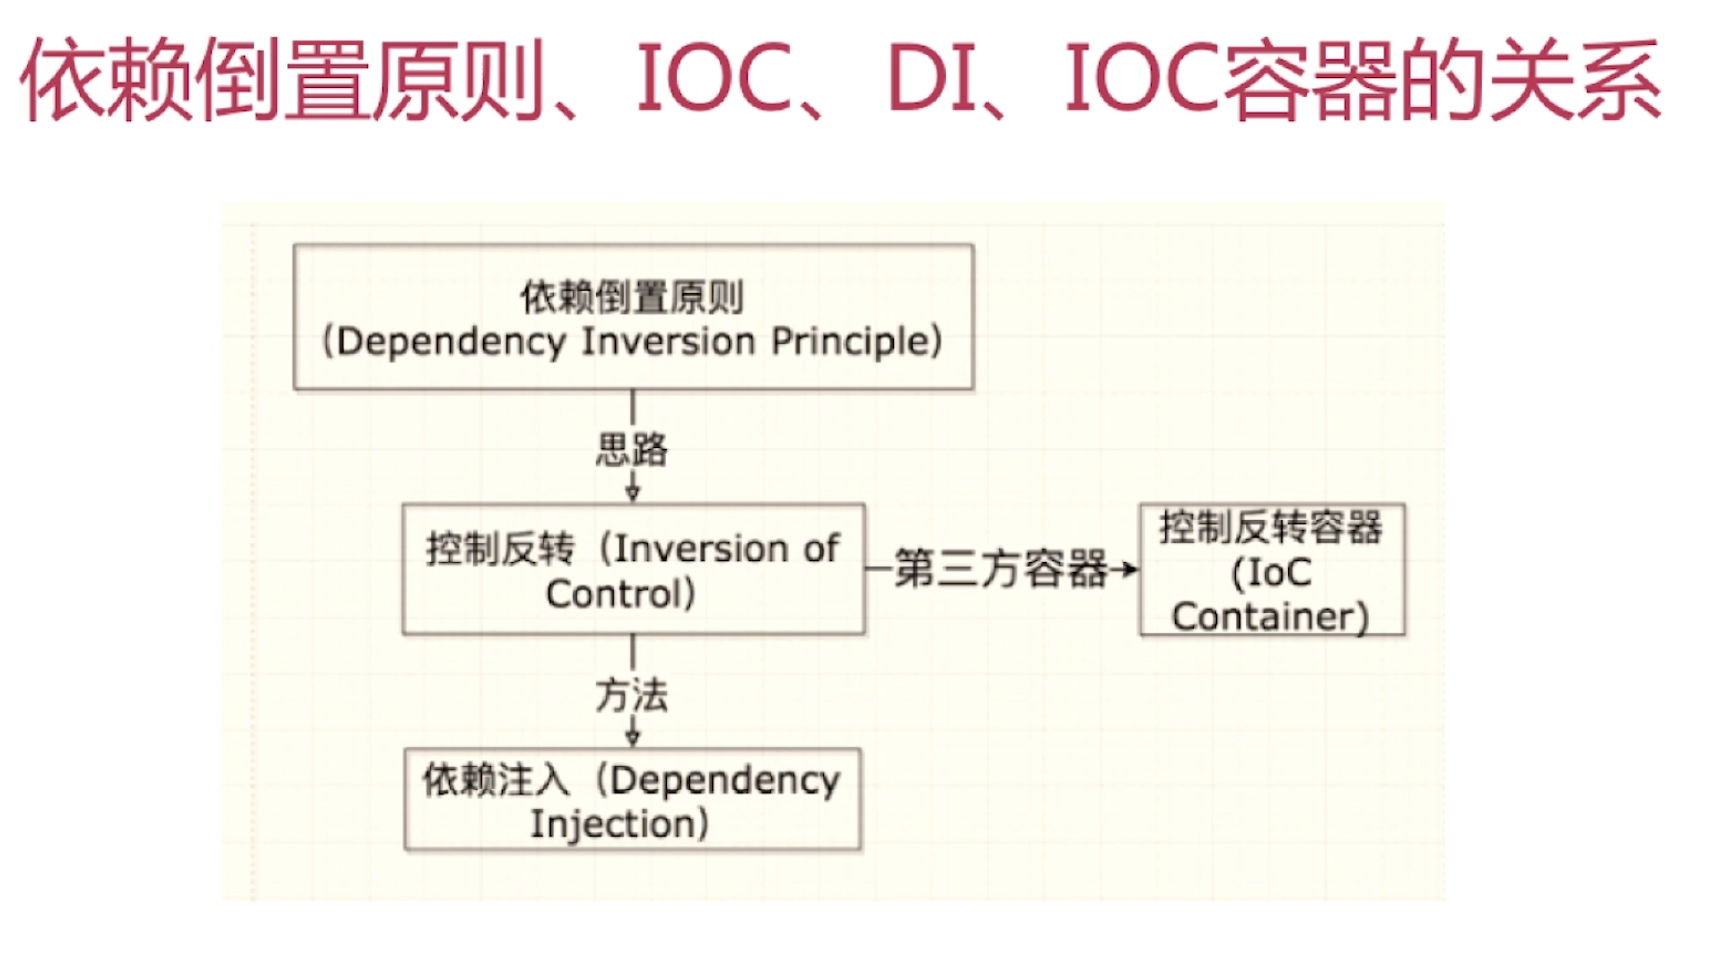 依赖倒置原则、IOC、DI、IOC容器的关系
依赖倒置原则
(Dependency Inversion Principle)
思路
控制反转（Inversion of
Control)
第三方容器
控制反转容器
(IoC
Container)
方法
依赖注入（Dependency
Injection)